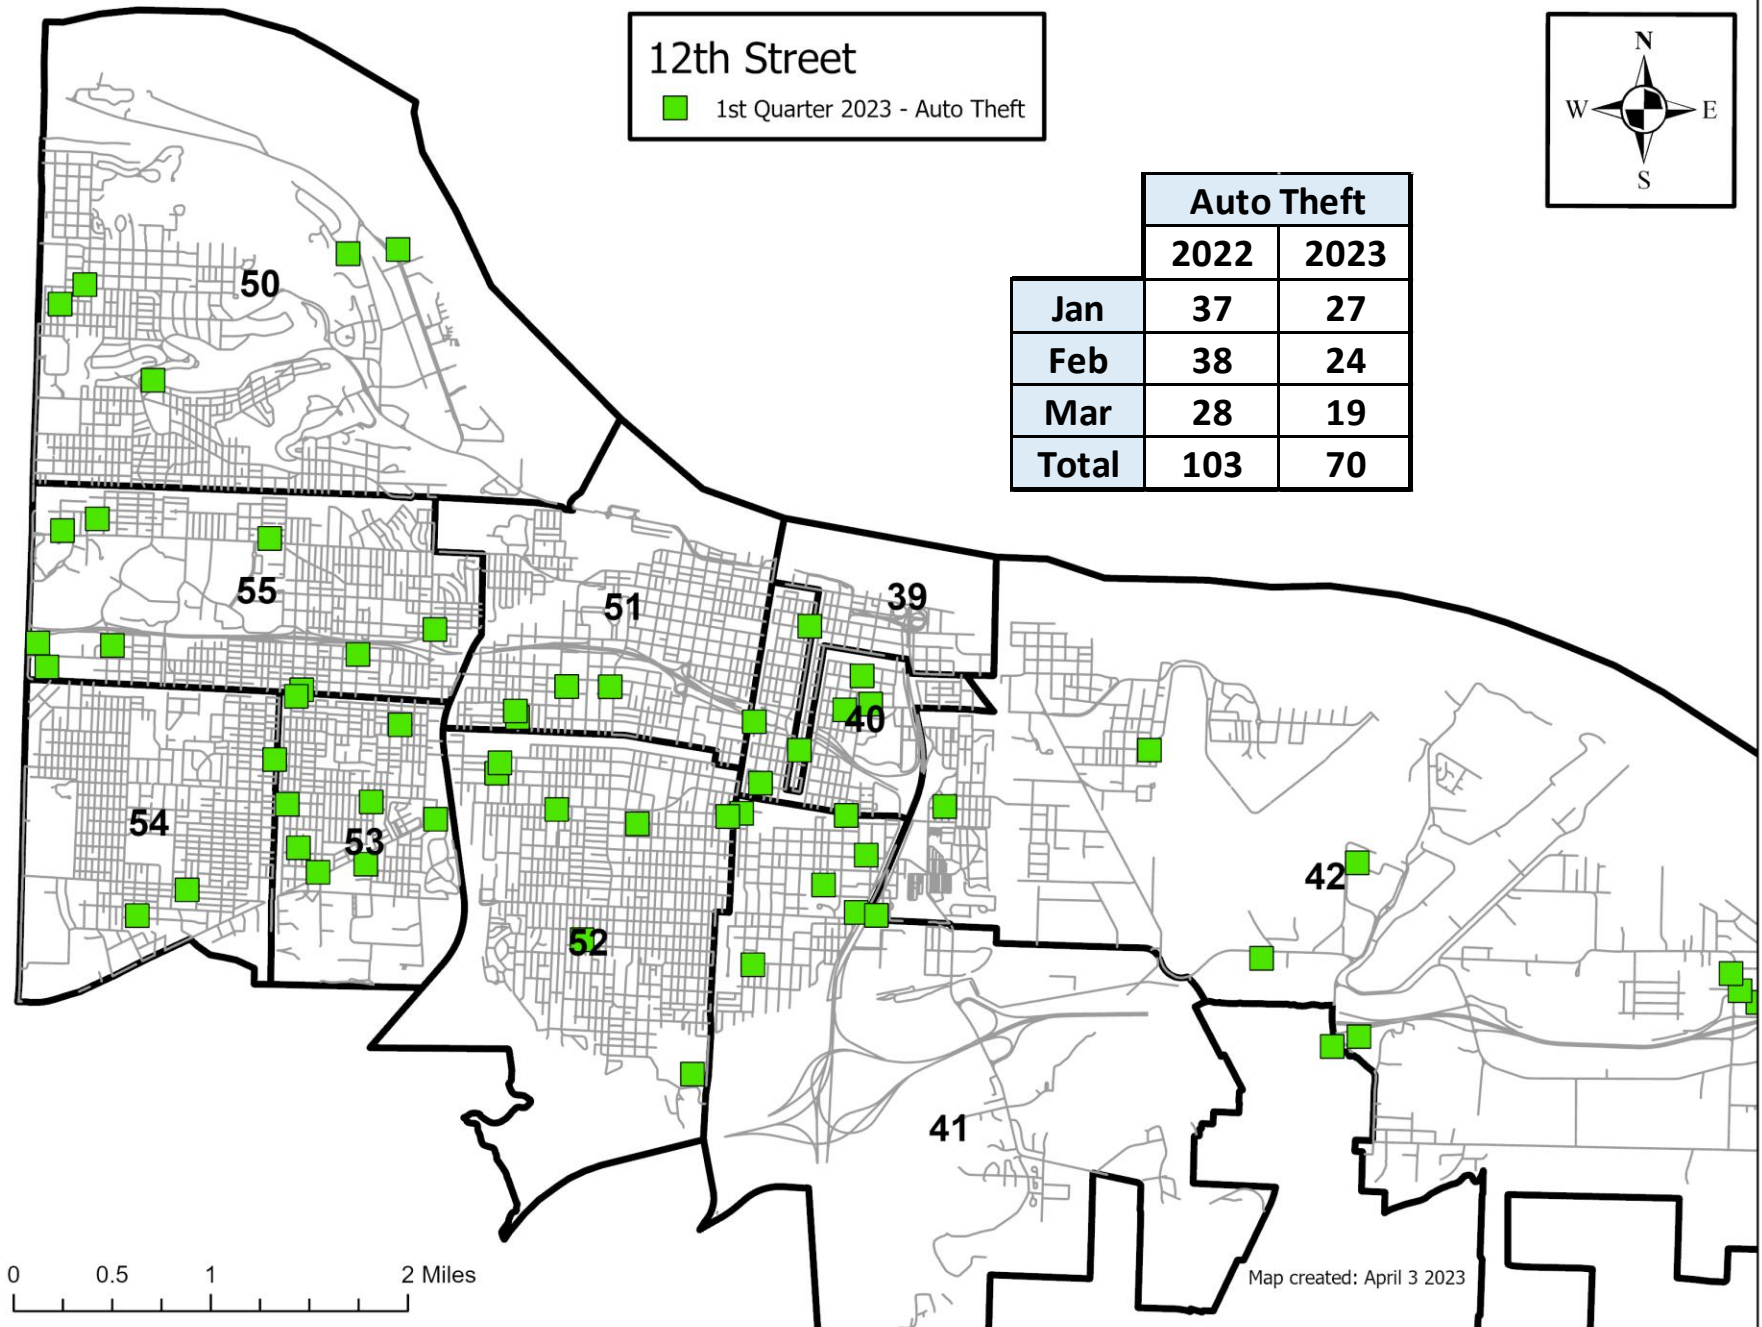 12th Street
1st Quarter 2023 - Auto Theft
N
W E
S
Auto Theft
2022 2023
Jan 37 27
Feb 38 24
Mar 28 19
Total 103 70
50
55
51
39
40
54
53
42
52
41
0 0.5 1 2 Miles
Map created: April 3 2023